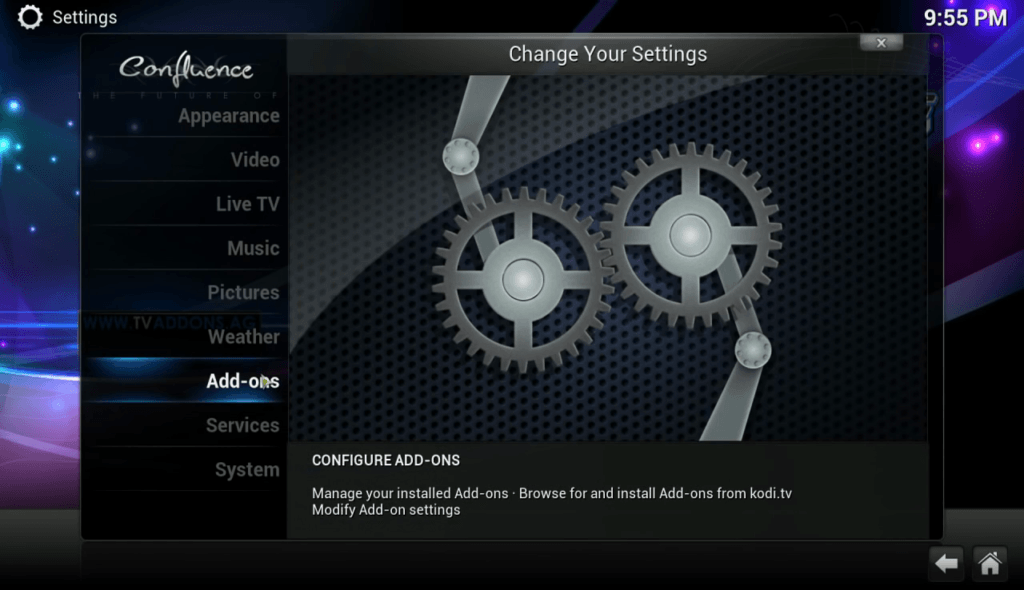 Settings
9:55 PM
Confluence
THE FUTURE OF
Change Your Settings
x
Appearance
Video
Live TV
Music
Pictures
WWW.TVADDONS.AG
Weather
Add-ons
Services
System
CONFIGURE ADD-ONS
Manage your installed Add-ons · Browse for and install Add-ons from kodi.tv
Modify Add-on settings